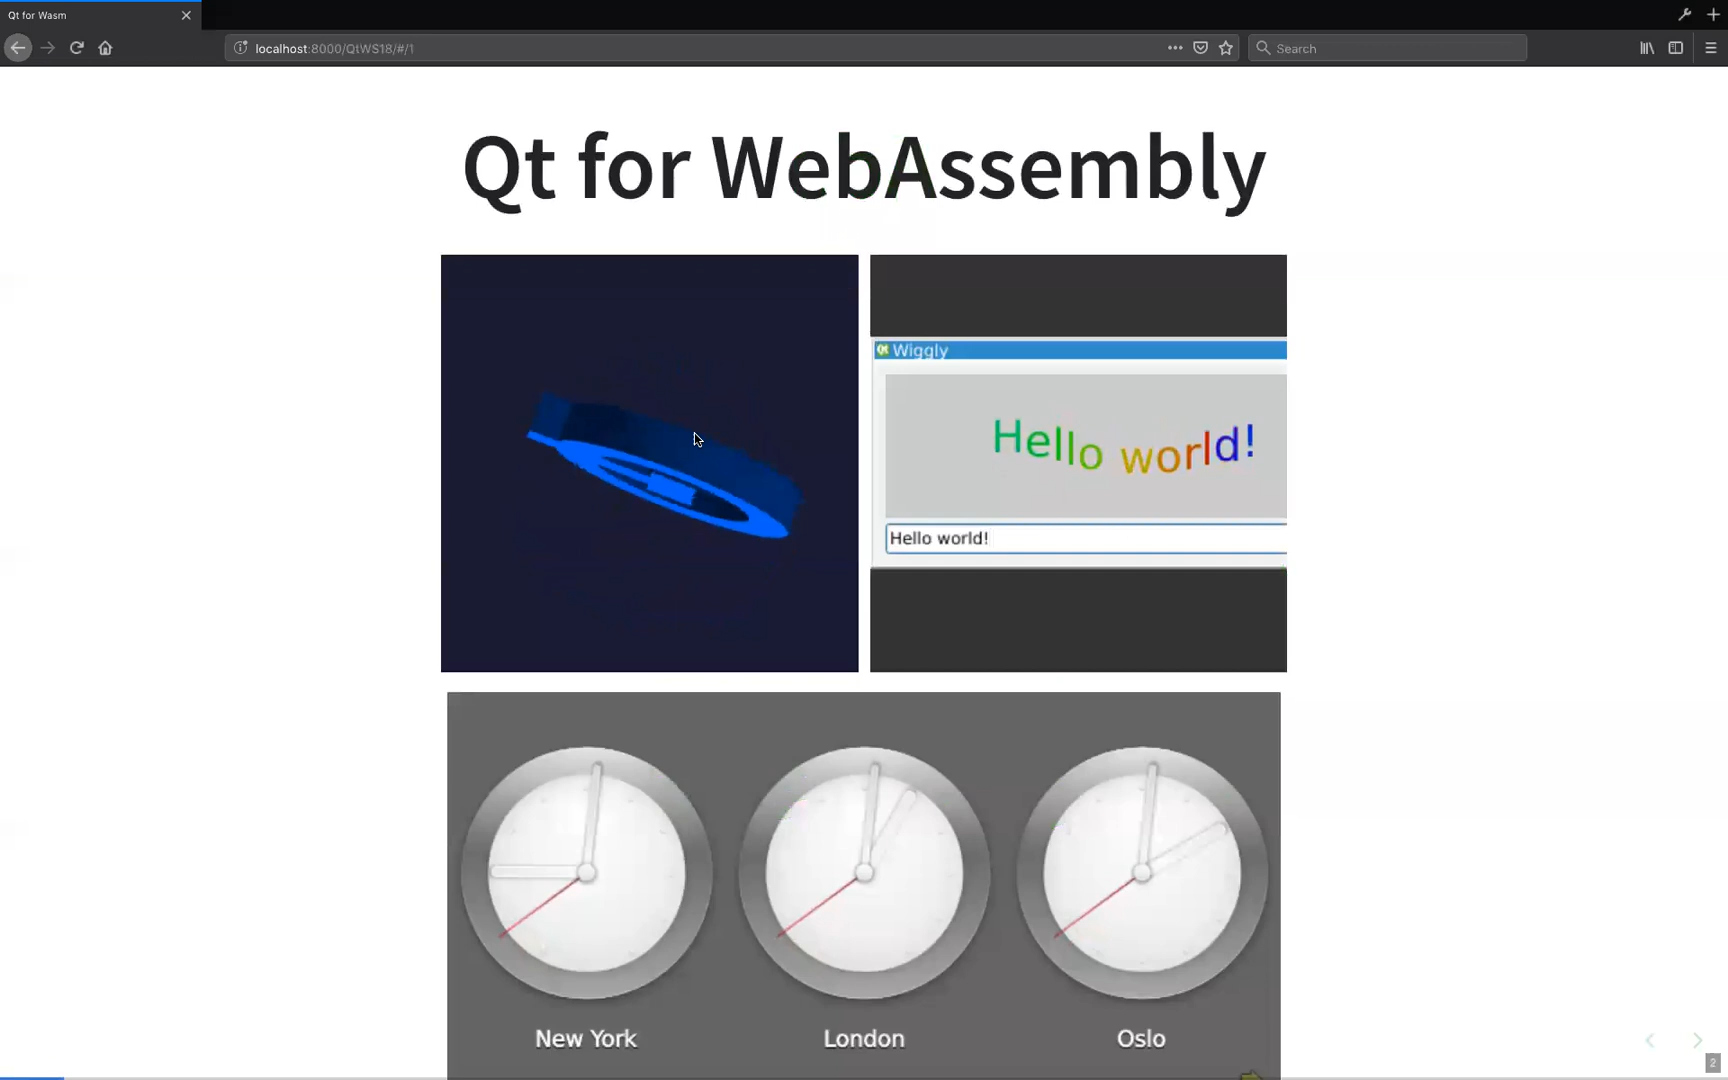 Qt for Wasm
localhost:8000/QtWS18/#/1
Search
Qt for WebAssembly
Qt Wiggly
Hello world!
Hello world!
New York
London
Oslo
2